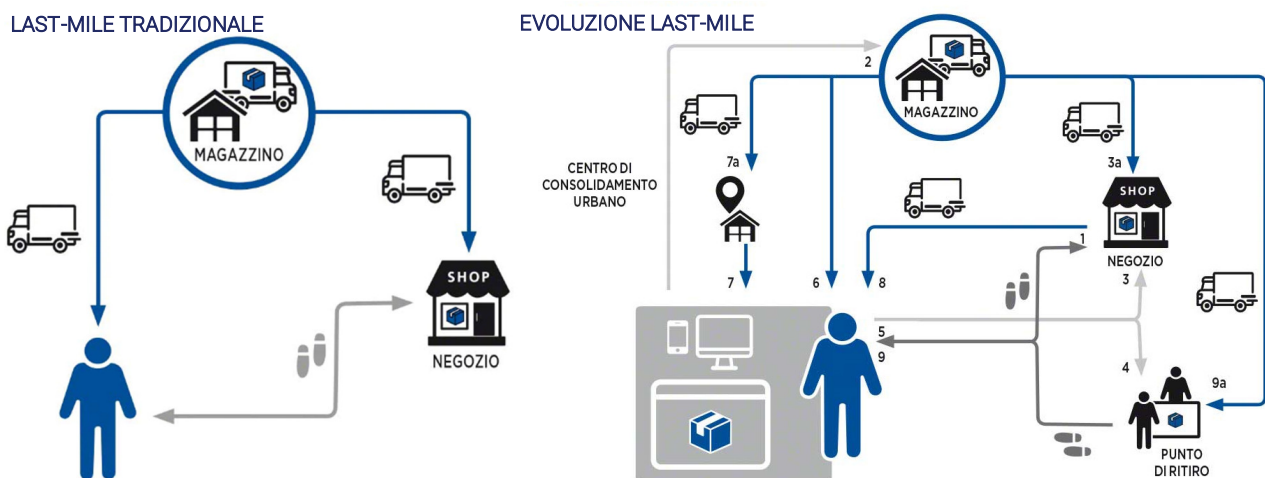 LAST-MILE TRADIZIONALE
MAGAZZINO
SHOP
NEGOZIO
EVOLUZIONE LAST-MILE
2
MAGAZZINO
CENTRO DI
CONSOLIDAMENTO
URBANO
7a
3a
SHOP
1
NEGOZIO
7
6
8
3
5
9
4
9a
PUNTO
DI RITIRO